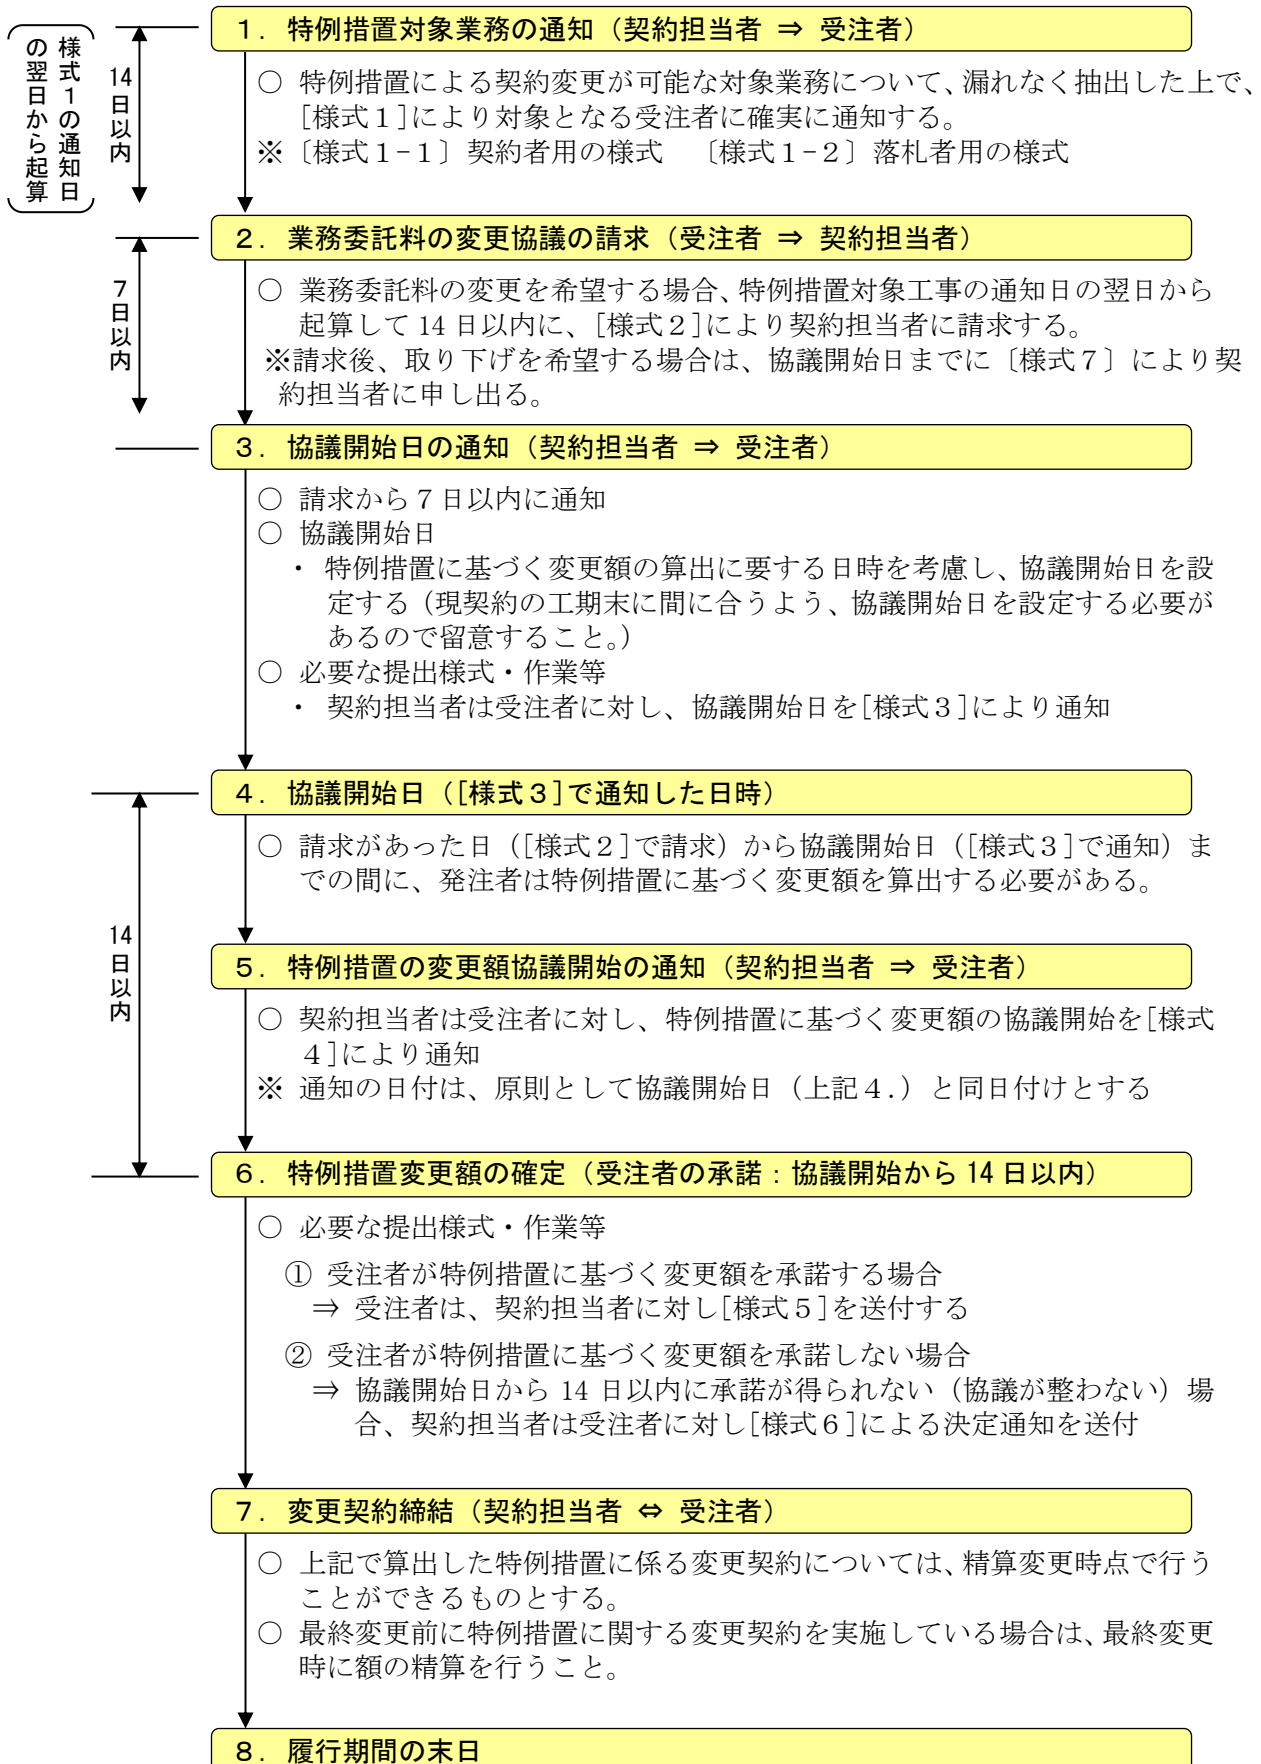 様式１の通知日
の翌日から起算
14日以内
１．特例措置対象業務の通知（契約担当者 ⇒ 受注者）
○ 特例措置による契約変更が可能な対象業務について、漏れなく抽出した上で、
［様式１］により対象となる受注者に確実に通知する。
※〔様式１-１〕契約者用の様式　〔様式１-２〕落札者用の様式
２．業務委託料の変更協議の請求（受注者 ⇒ 契約担当者）
7日以内
○ 業務委託料の変更を希望する場合、特例措置対象工事の通知日の翌日から
起算して 14 日以内に、［様式２］により契約担当者に請求する。
※請求後、取り下げを希望する場合は、協議開始日までに〔様式７〕により契
約担当者に申し出る。
３．協議開始日の通知（契約担当者 ⇒ 受注者）
○ 請求から７日以内に通知
○ 協議開始日
・ 特例措置に基づく変更額の算出に要する日時を考慮し、協議開始日を設
定する（現契約の工期末に間に合うよう、協議開始日を設定する必要が
あるので留意すること。）
○ 必要な提出様式・作業等
・ 契約担当者は受注者に対し、協議開始日を［様式３］により通知
４．協議開始日（［様式３］で通知した日時）
○ 請求があった日（［様式２］で請求）から協議開始日（［様式３］で通知）ま
での間に、発注者は特例措置に基づく変更額を算出する必要がある。
14日以内
５．特例措置の変更額協議開始の通知（契約担当者 ⇒ 受注者）
○ 契約担当者は受注者に対し、特例措置に基づく変更額の協議開始を［様式
４］により通知
※ 通知の日付は、原則として協議開始日（上記４.）と同日付けとする
６．特例措置変更額の確定（受注者の承諾：協議開始から 14 日以内）
○ 必要な提出様式・作業等
① 受注者が特例措置に基づく変更額を承諾する場合
⇒ 受注者は、契約担当者に対し［様式５］を送付する
② 受注者が特例措置に基づく変更額を承諾しない場合
⇒ 協議開始日から 14 日以内に承諾が得られない（協議が整わない）場
合、契約担当者は受注者に対し［様式６］による決定通知を送付
７．変更契約締結（契約担当者 ⇔ 受注者）
○ 上記で算出した特例措置に係る変更契約については、精算変更時点で行う
ことができるものとする。
○ 最終変更前に特例措置に関する変更契約を実施している場合は、最終変更
時に額の精算を行うこと。
８．履行期間の末日